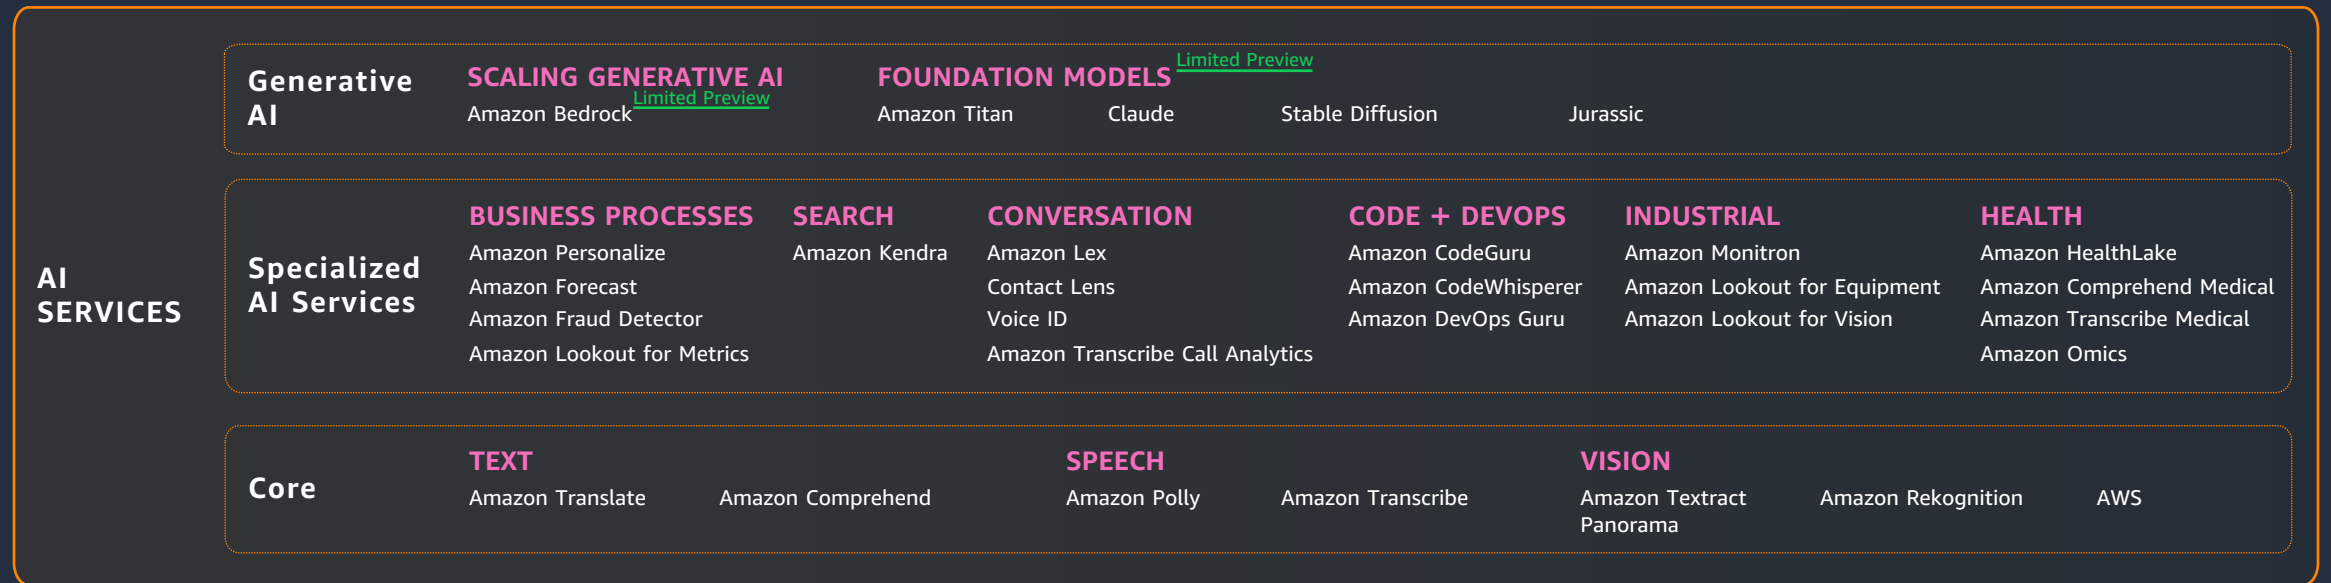 AI
SERVICES
Generative
AI
SCALING GENERATIVE AI
Amazon Bedrock Limited Preview
FOUNDATION MODELS Limited Preview
Amazon Titan Claude Stable Diffusion Jurassic
Specialized
AI Services
BUSINESS PROCESSES
Amazon Personalize
Amazon Forecast
Amazon Fraud Detector
Amazon Lookout for Metrics
SEARCH
Amazon Kendra
CONVERSATION
Amazon Lex
Contact Lens
Voice ID
Amazon Transcribe Call Analytics
CODE + DEVOPS
Amazon CodeGuru
Amazon CodeWhisperer
Amazon DevOps Guru
INDUSTRIAL
Amazon Monitron
Amazon Lookout for Equipment
Amazon Lookout for Vision
HEALTH
Amazon HealthLake
Amazon Comprehend Medical
Amazon Transcribe Medical
Amazon Omics
Core
TEXT
Amazon Translate Amazon Comprehend
SPEECH
Amazon Polly Amazon Transcribe
VISION
Amazon Textract Amazon Rekognition AWS
Panorama